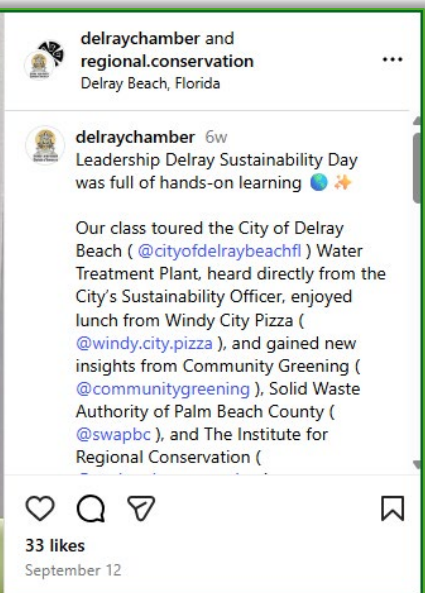 delraychamber and
regional.conservation
Delray Beach, Florida
delraychamber 6w
Leadership Delray Sustainability Day
was full of hands-on learning 🌎 ✨
Our class toured the City of Delray
Beach ( @cityofdelraybeachfl ) Water
Treatment Plant, heard directly from the
City's Sustainability Officer, enjoyed
lunch from Windy City Pizza (
@windy.city.pizza ), and gained new
insights from Community Greening (
@communitygreening ), Solid Waste
Authority of Palm Beach County (
@swapbc ), and The Institute for
Regional Conservation (
33 likes
September 12